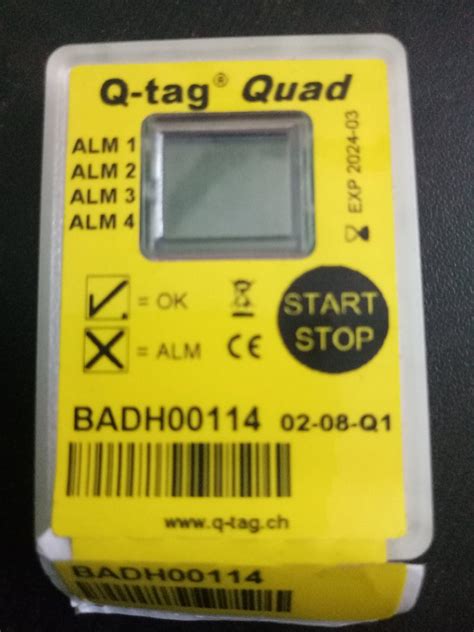 Q-tag® Quad
ALM 1
ALM 2
ALM 3
ALM 4
EXP 2024-03
= OK
= ALM
CE
START
STOP
BADH00114 02-08-Q1
www.q-tag.ch
BADH00114